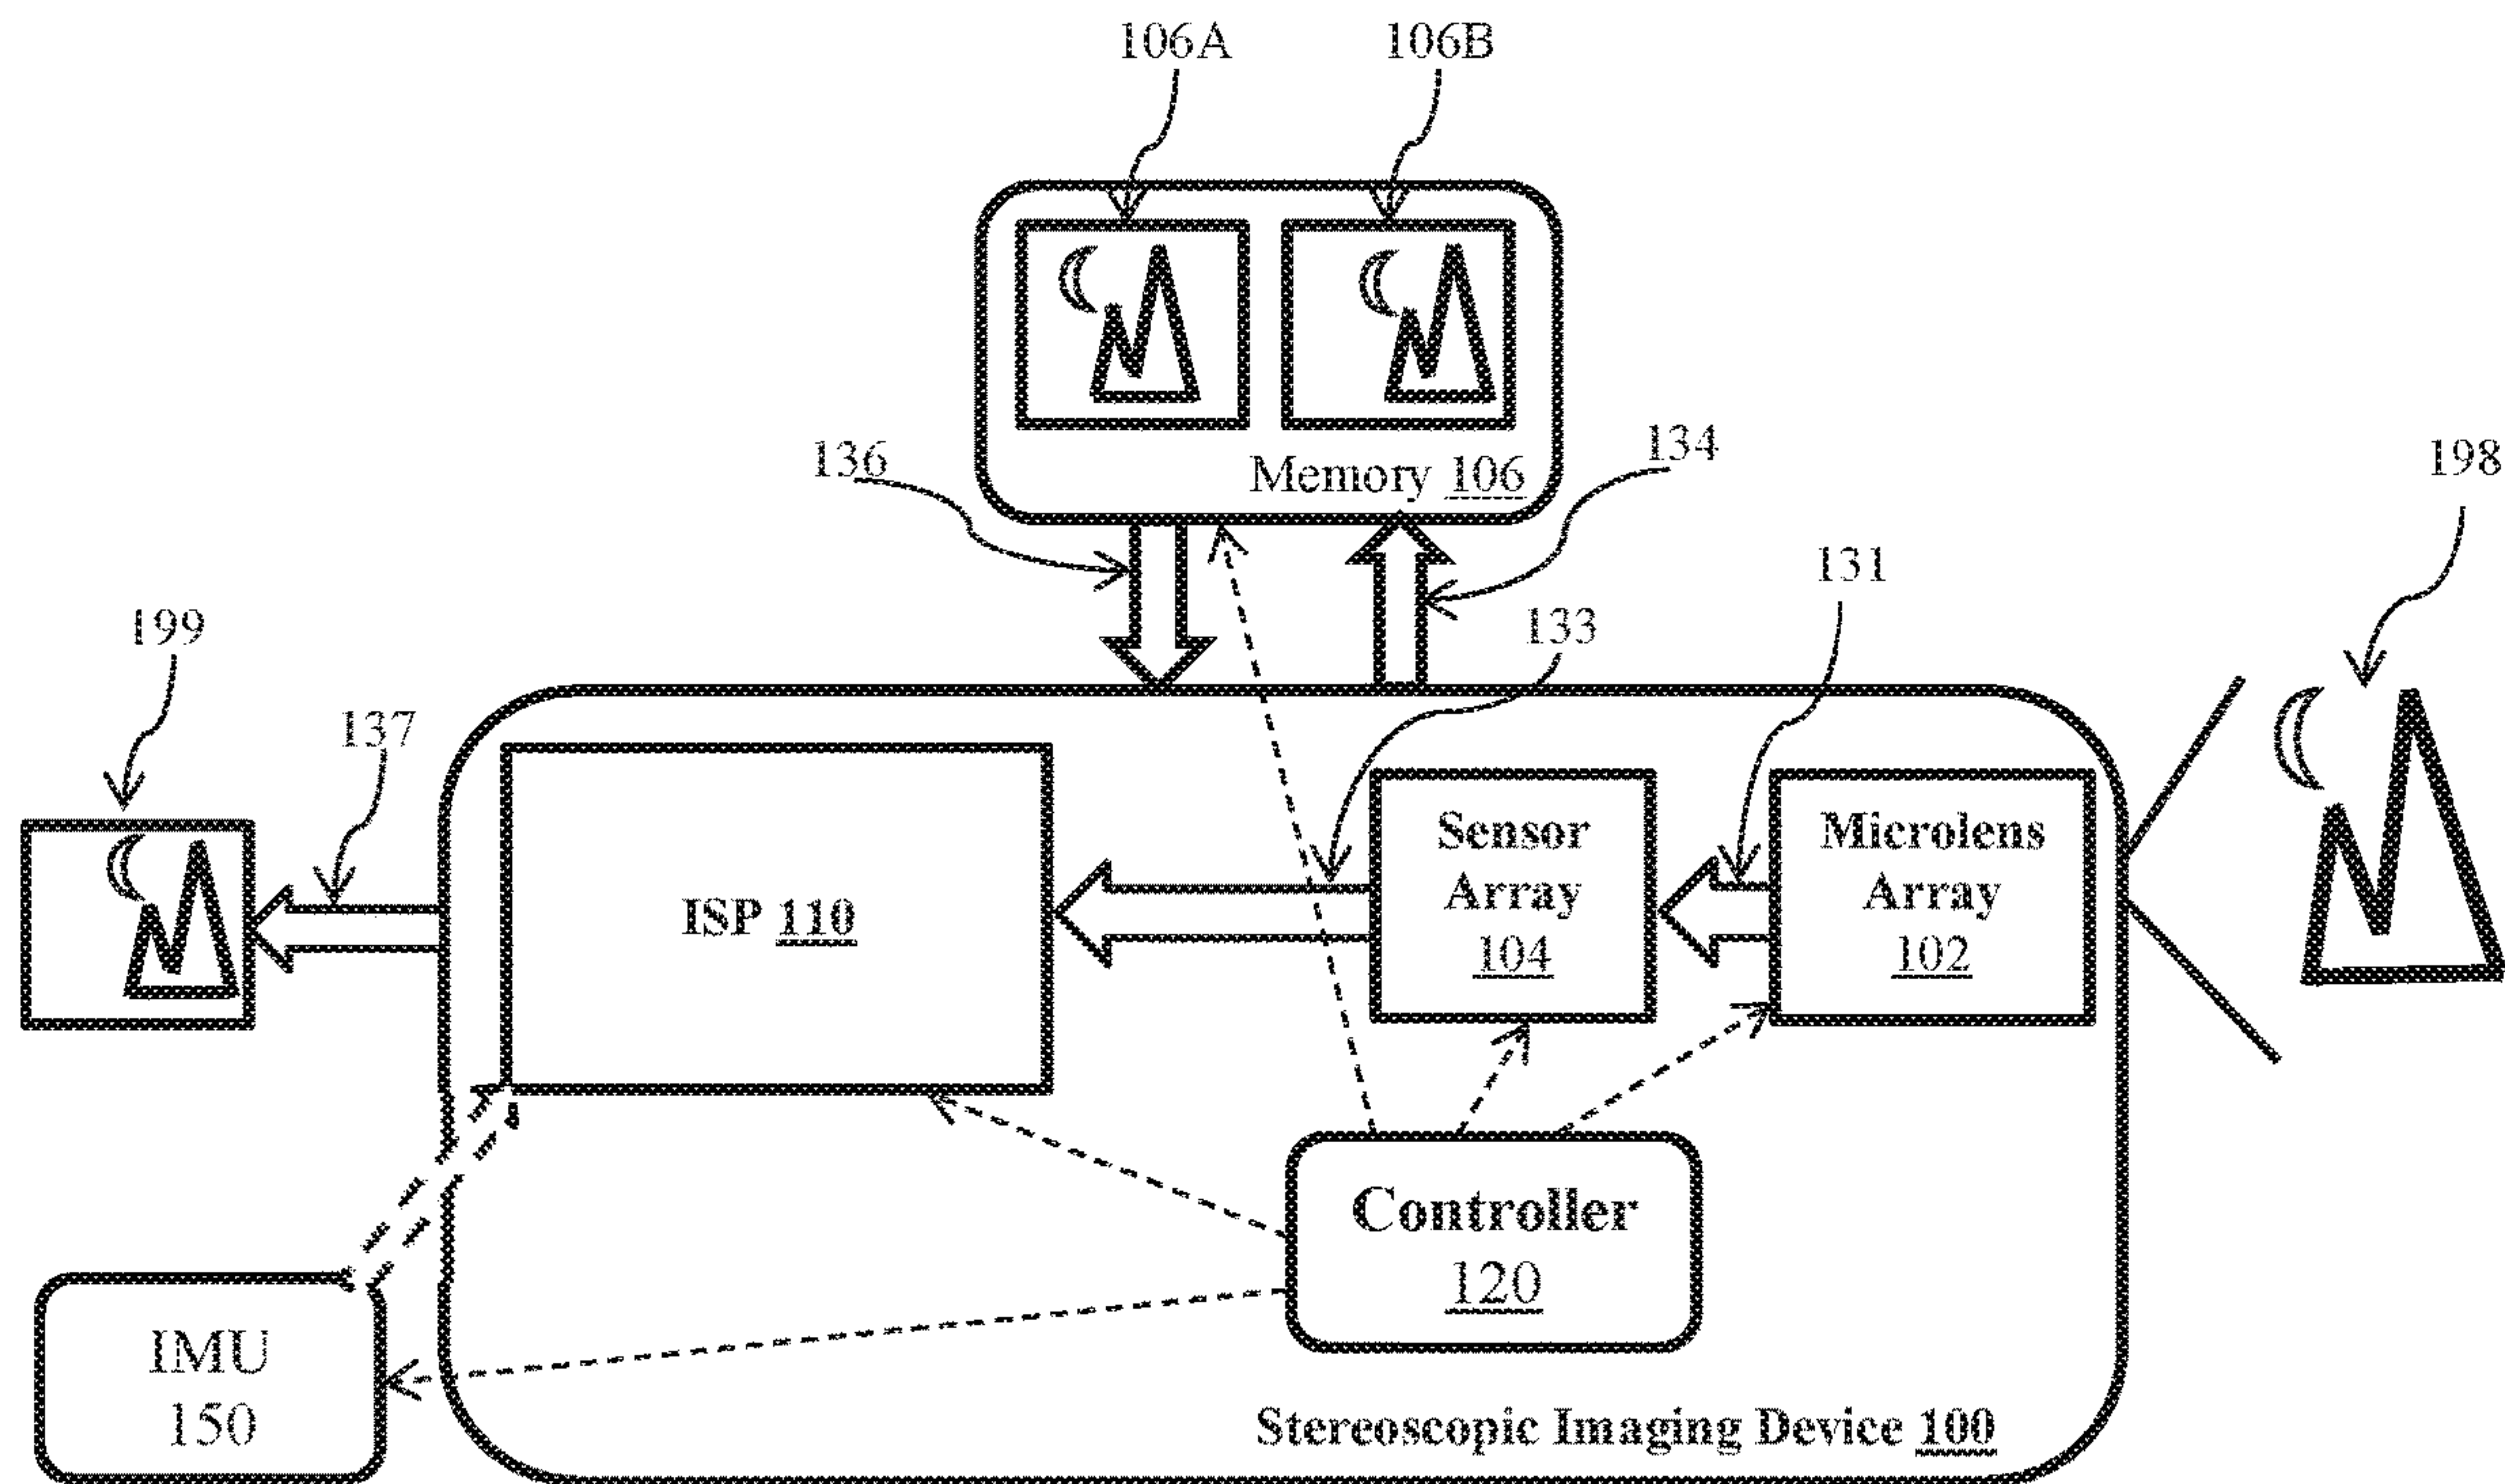 106A
106B
Memory 106
136
134
198
131
133
199
137
ISP 110
Sensor
Array
104
Microlens
Array
102
Controller
120
IMU
150
Stereoscopic Imaging Device 100